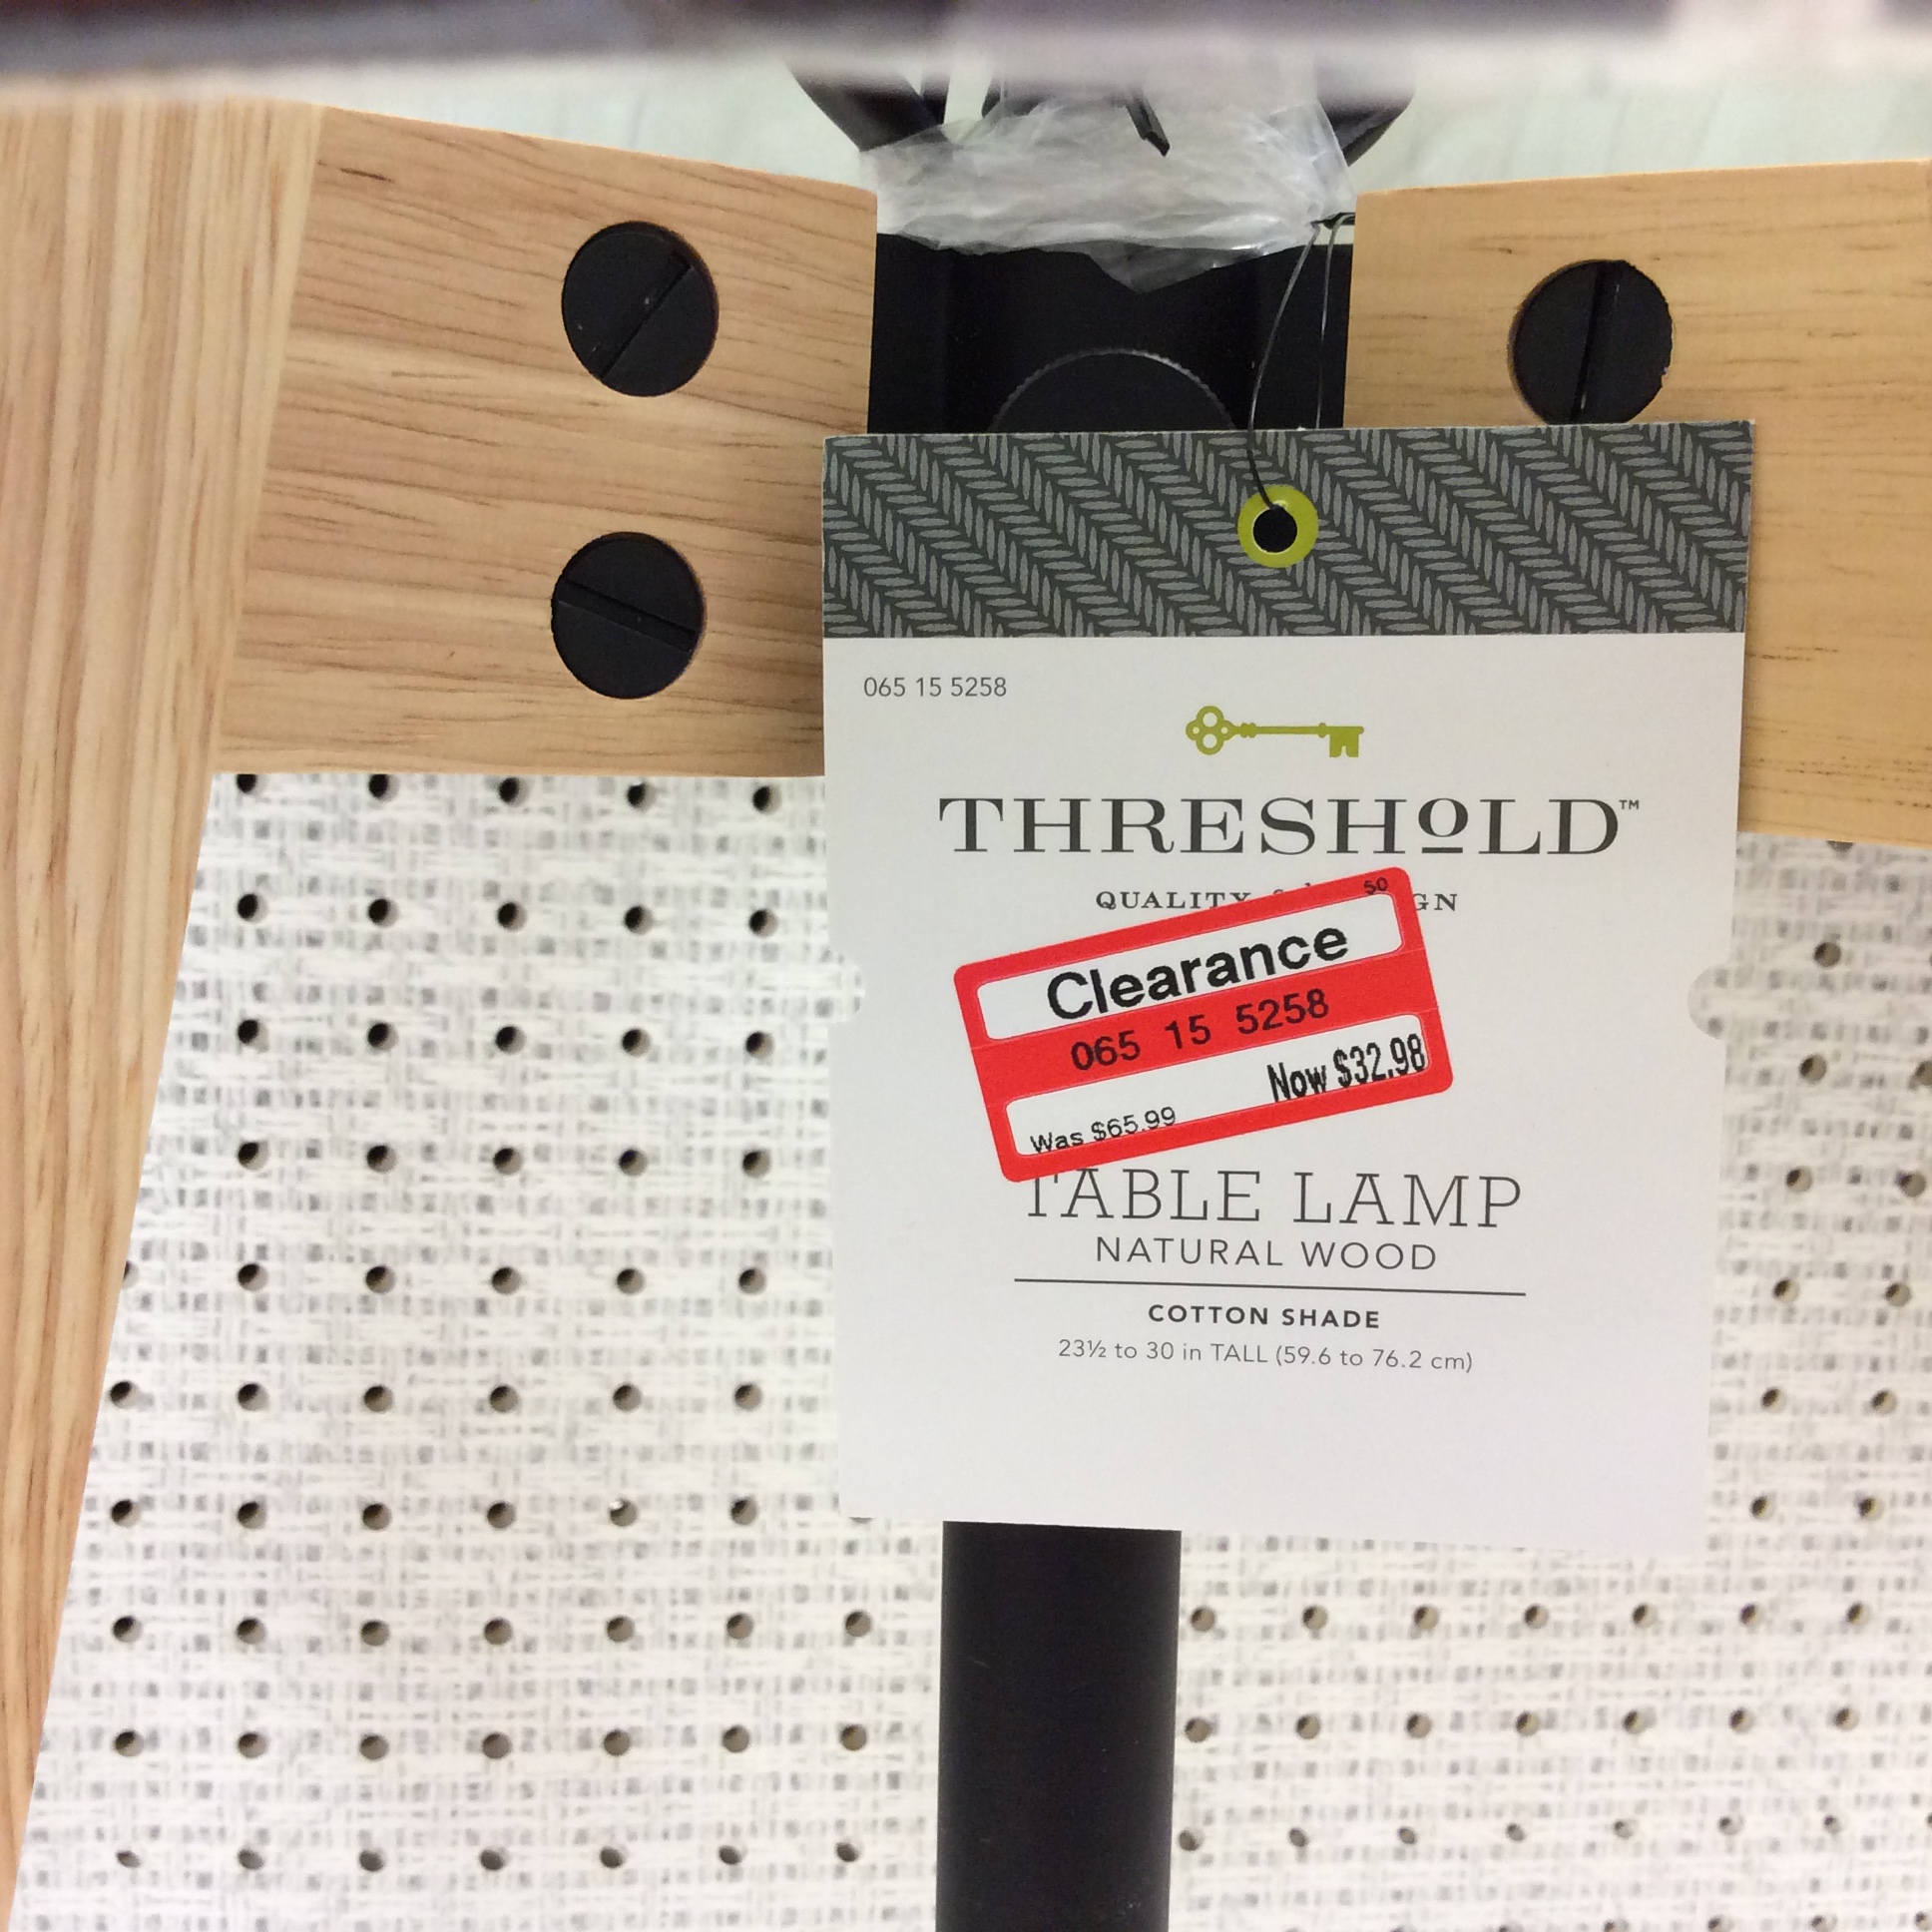 065 15 5258
THRESHOLD™
QUALITY
50
Clearance
065 15 5258
Now $32.98
Was $65.99
TABLE LAMP
NATURAL WOOD
COTTON SHADE
23½ to 30 in TALL (59.6 to 76.2 cm)